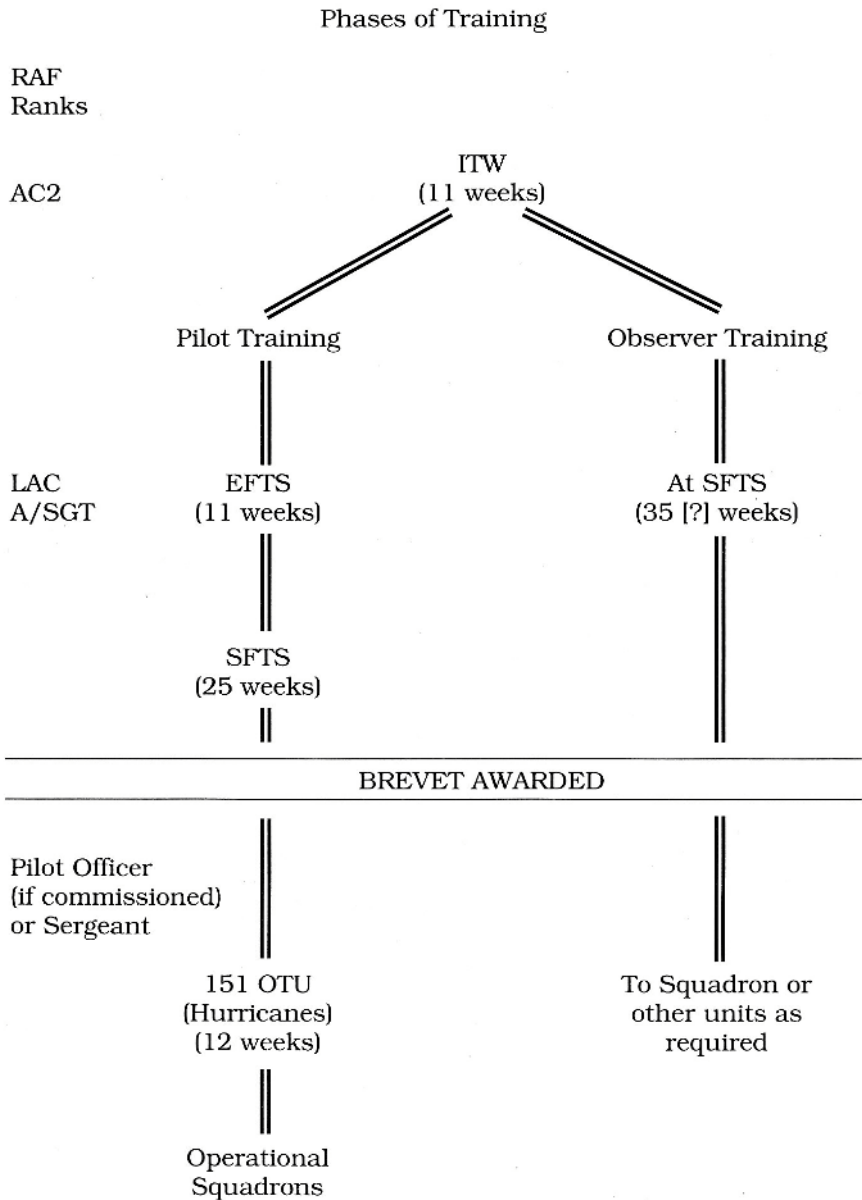 Phases of Training
RAF
Ranks
AC2
ITW
(11 weeks)
Pilot Training
Observer Training
LAC
A/SGT
EFTS
(11 weeks)
At SFTS
(35 [?] weeks)
SFTS
(25 weeks)
BREVET AWARDED
Pilot Officer
(if commissioned)
or Sergeant
151 OTU
(Hurricanes)
(12 weeks)
To Squadron or
other units as
required
Operational
Squadrons